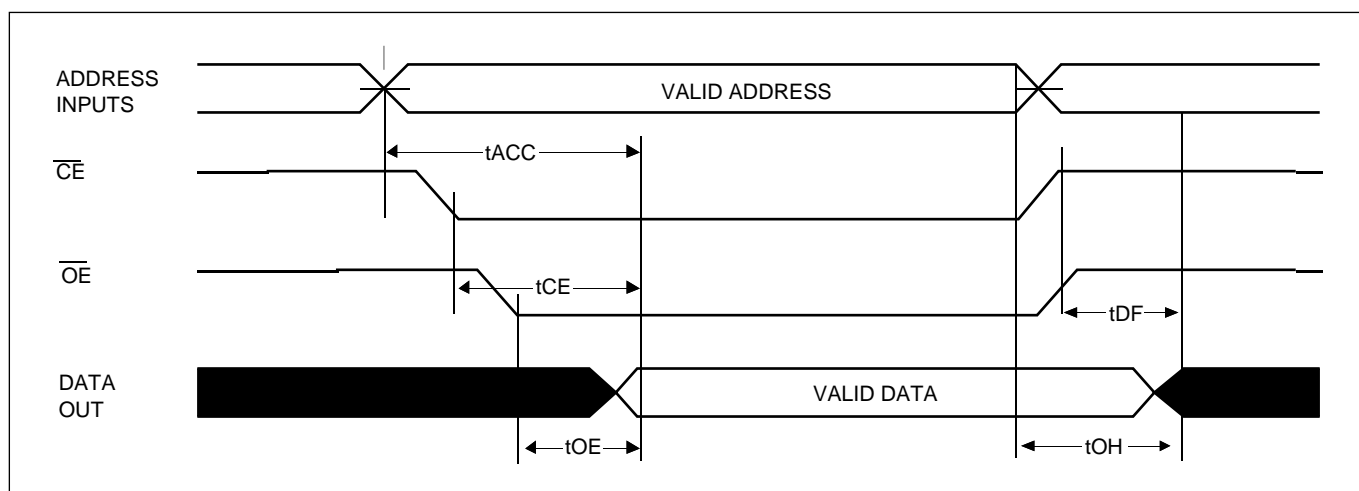 ADDRESS
INPUTS
VALID ADDRESS
tACC
CE
OE
tCE
tDF
DATA
OUT
VALID DATA
tOE
tOH